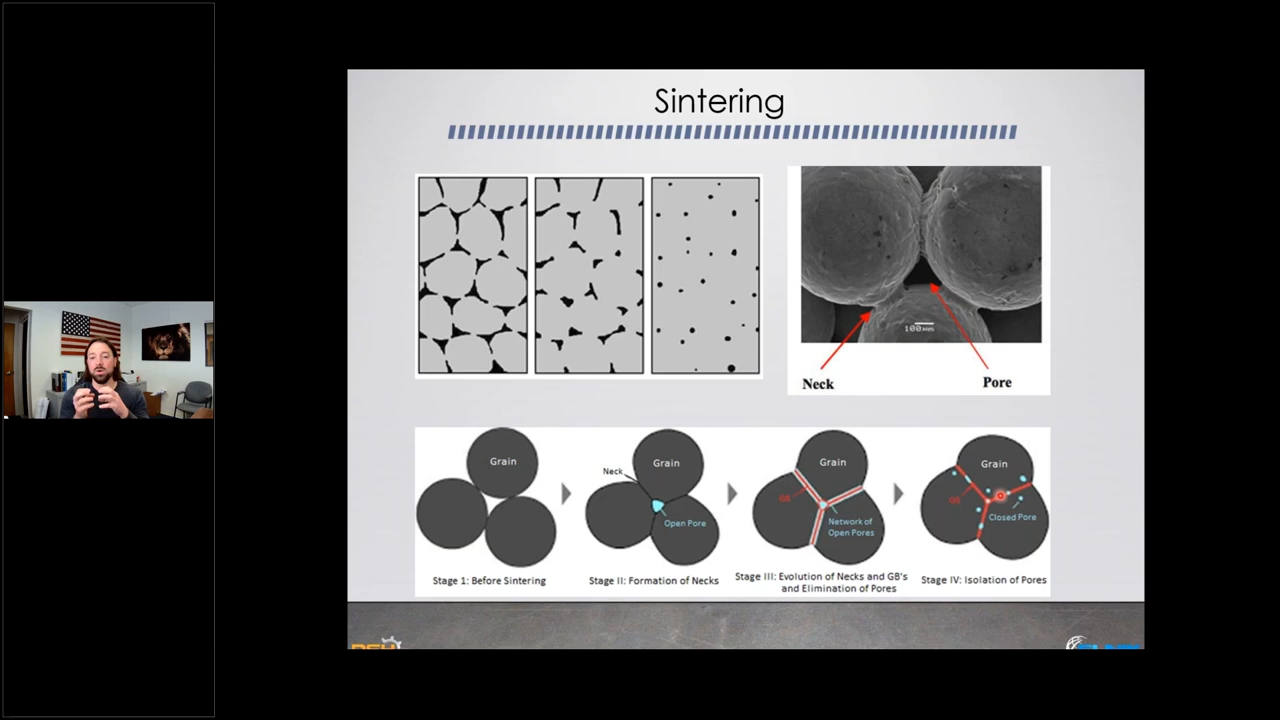 Sintering
100µm
Neck
Pore
Grain
Neck
Grain
Open Pore
Grain
GB
Network of
Open Pores
Grain
GB
Closed Pore
Stage 1: Before Sintering
Stage II: Formation of Necks
Stage III: Evolution of Necks and GB's
and Elimination of Pores
Stage IV: Isolation of Pores